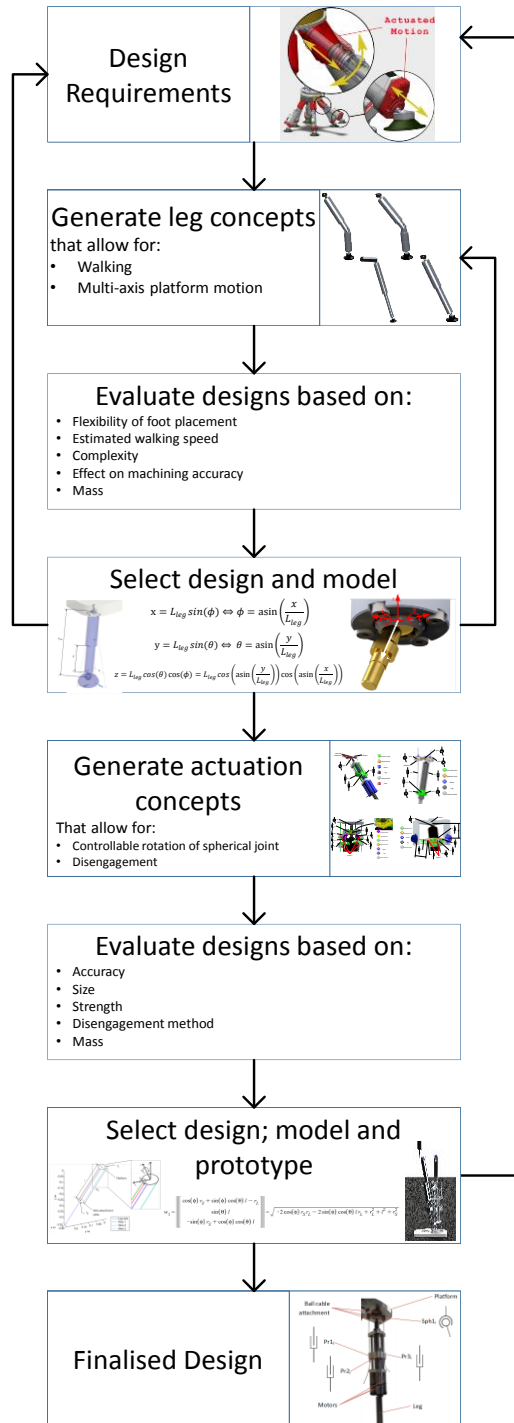 Design
Requirements
Actuated
Motion
Generate leg concepts
that allow for:
• Walking
• Multi-axis platform motion
Evaluate designs based on:
• Flexibility of foot placement
• Estimated walking speed
• Complexity
• Effect on machining accuracy
• Mass
Select design and model
x = L_leg sin(ϕ) ⇔ ϕ = asin(x/L_leg)
y = L_leg sin(θ) ⇔ θ = asin(y/L_leg)
z = L_leg cos(θ) cos(ϕ) = L_leg cos(asin(y/L_leg)) cos(asin(x/L_leg))
Generate actuation
concepts
That allow for:
• Controllable rotation of spherical joint
• Disengagement
Evaluate designs based on:
• Accuracy
• Size
• Strength
• Disengagement method
• Mass
Select design; model and
prototype
Finalised Design
Ball cable
attachment
Platform
Sph1
Pr1
Pr2
Pr3
Motors
Leg